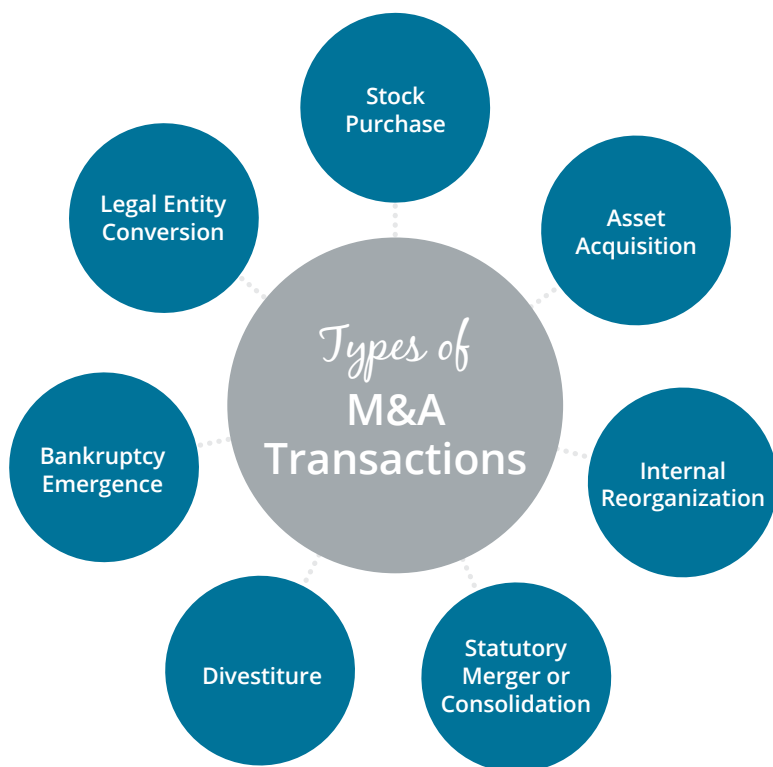 Types of
M&A
Transactions
Stock
Purchase
Asset
Acquisition
Internal
Reorganization
Statutory
Merger or
Consolidation
Divestiture
Bankruptcy
Emergence
Legal Entity
Conversion